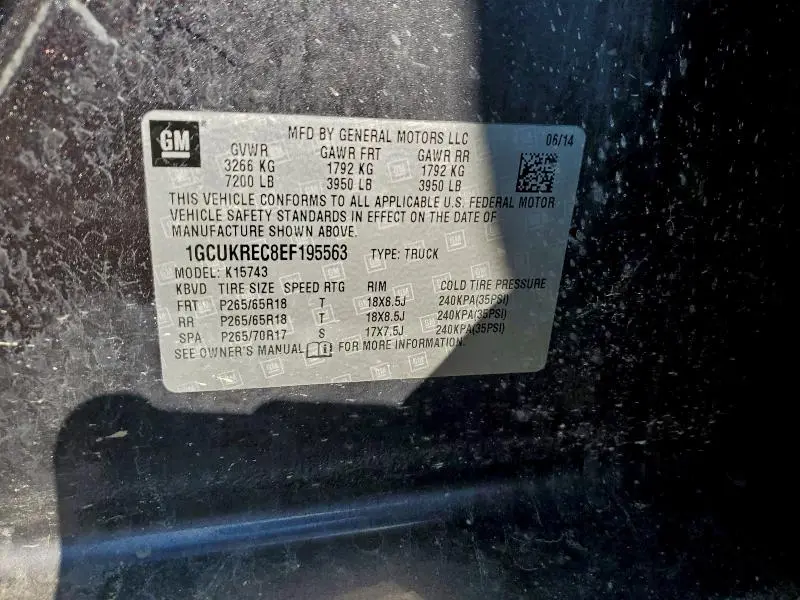 GM
MFD BY GENERAL MOTORS LLC 06/14
GVWR GAWR FRT GAWR RR
3266 KG 1792 KG 1792 KG
7200 LB 3950 LB 3950 LB
THIS VEHICLE CONFORMS TO ALL APPLICABLE U.S. FEDERAL MOTOR
VEHICLE SAFETY STANDARDS IN EFFECT ON THE DATE OF
MANUFACTURE SHOWN ABOVE.
1GCUKREC8EF195563 TYPE: TRUCK
MODEL: K15743
KBVD TIRE SIZE SPEED RTG RIM COLD TIRE PRESSURE
FRT P265/65R18 T 18X8.5J 240KPA(35PSI)
RR P265/65R18 T 18X8.5J 240KPA(35PSI)
SPA P265/70R17 S 17X7.5J 240KPA(35PSI)
SEE OWNER'S MANUAL FOR MORE INFORMATION.